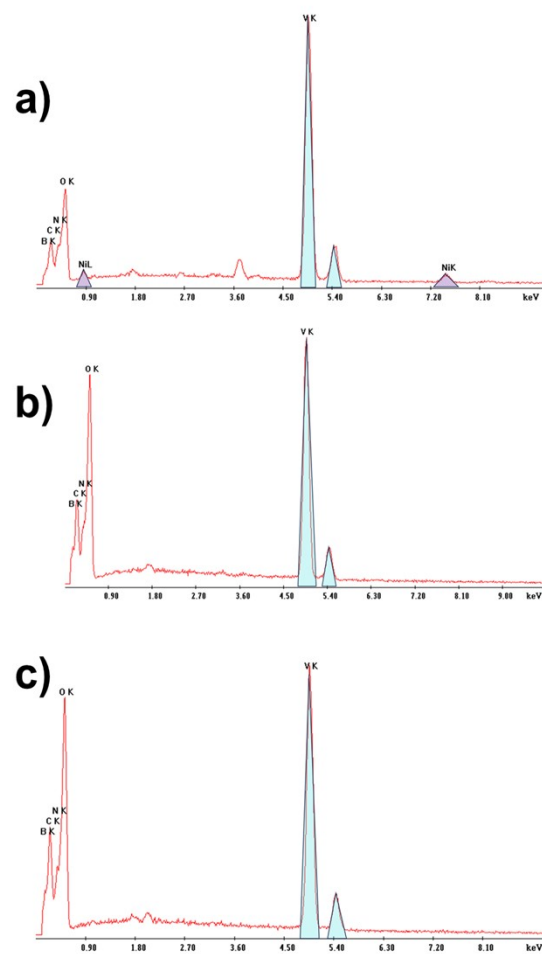 a)
V K
O K
N K
C K
B K
NiL
NiK
0.90 1.80 2.70 3.60 4.50 5.40 6.30 7.20 8.10 keV
b)
V K
O K
N K
C K
B K
0.90 1.80 2.70 3.60 4.50 5.40 6.30 7.20 8.10 9.00 keV
c)
V K
O K
N K
C K
B K
0.90 1.80 2.70 3.60 4.50 5.40 6.30 7.20 8.10 keV